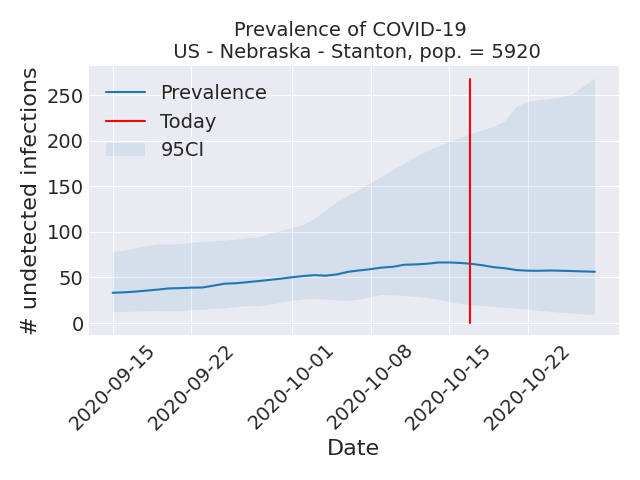 Prevalence of COVID-19
US - Nebraska - Stanton, pop. = 5920
# undetected infections
250
200
150
100
50
0
Prevalence
Today
95CI
2020-09-15
2020-09-22
2020-10-01
2020-10-08
2020-10-15
2020-10-22
Date